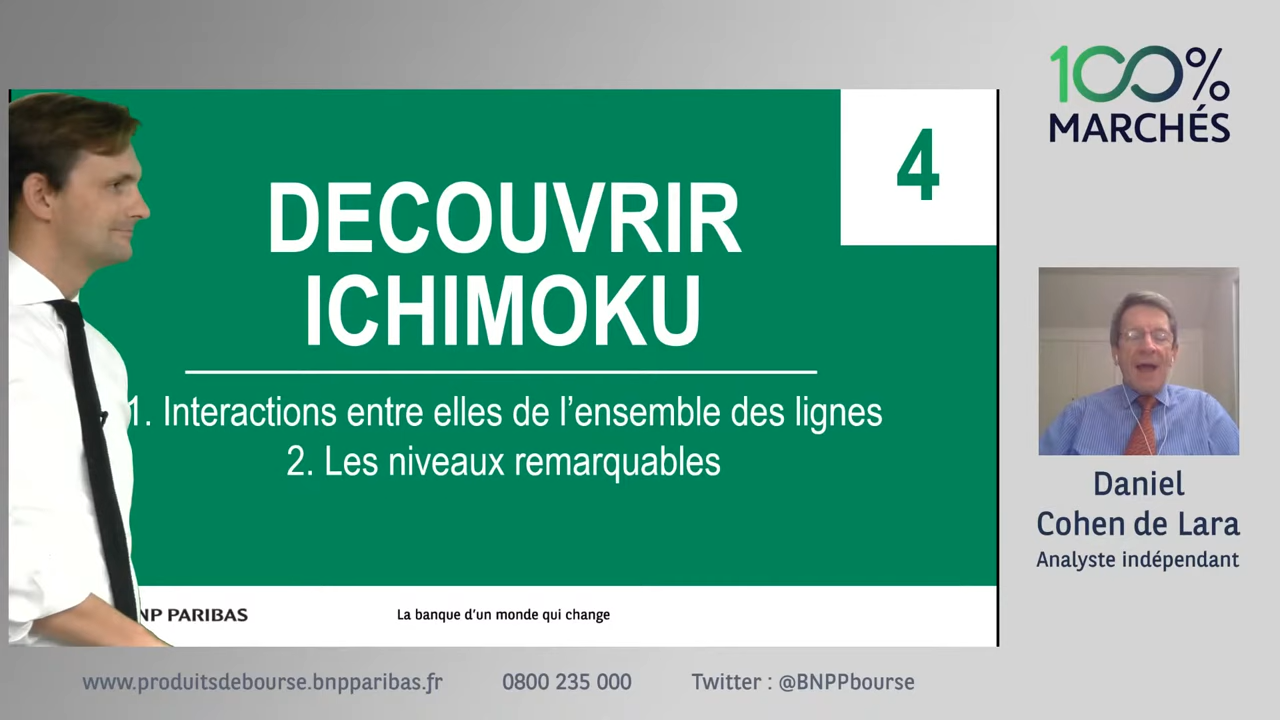 100%
MARCHÉS
4
DECOUVRIR
ICHIMOKU
1. Interactions entre elles de l’ensemble des lignes
2. Les niveaux remarquables
Daniel
Cohen de Lara
Analyste indépendant
NP PARIBAS
La banque d’un monde qui change
www.produitsdebourse.bnpparibas.fr
0800 235 000
Twitter : @BNPPbourse